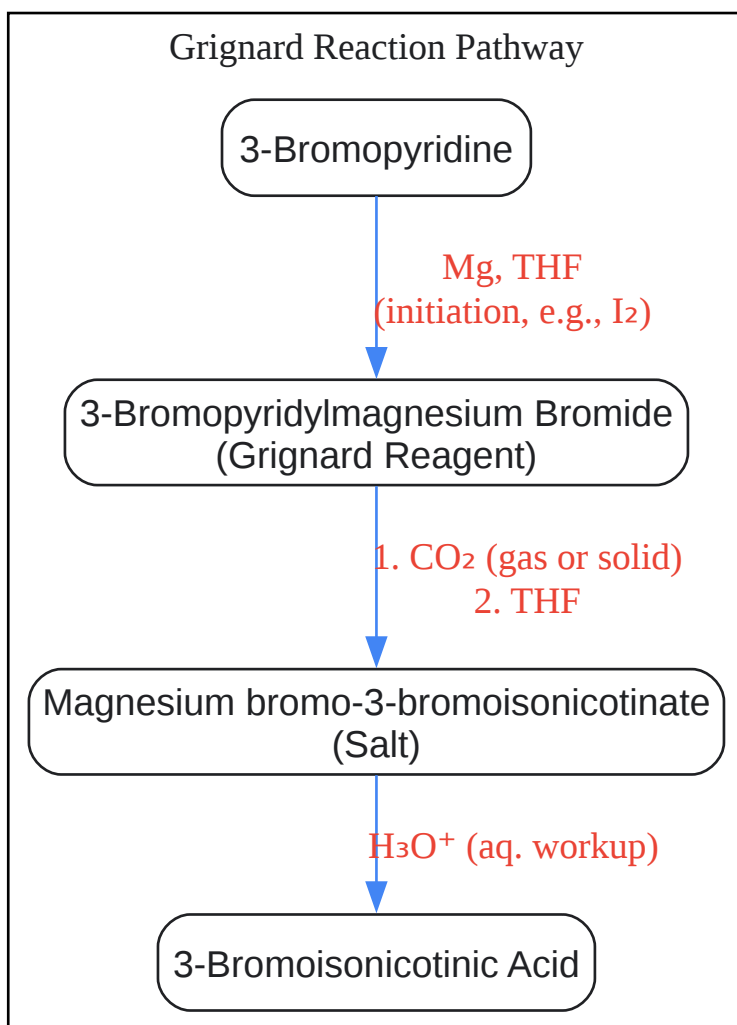 Grignard Reaction Pathway
3-Bromopyridine
Mg, THF
(initiation, e.g., I₂)
3-Bromopyridylmagnesium Bromide
(Grignard Reagent)
1. CO₂ (gas or solid)
2. THF
Magnesium bromo-3-bromoisonicotinate
(Salt)
H₃O⁺ (aq. workup)
3-Bromoisonicotinic Acid